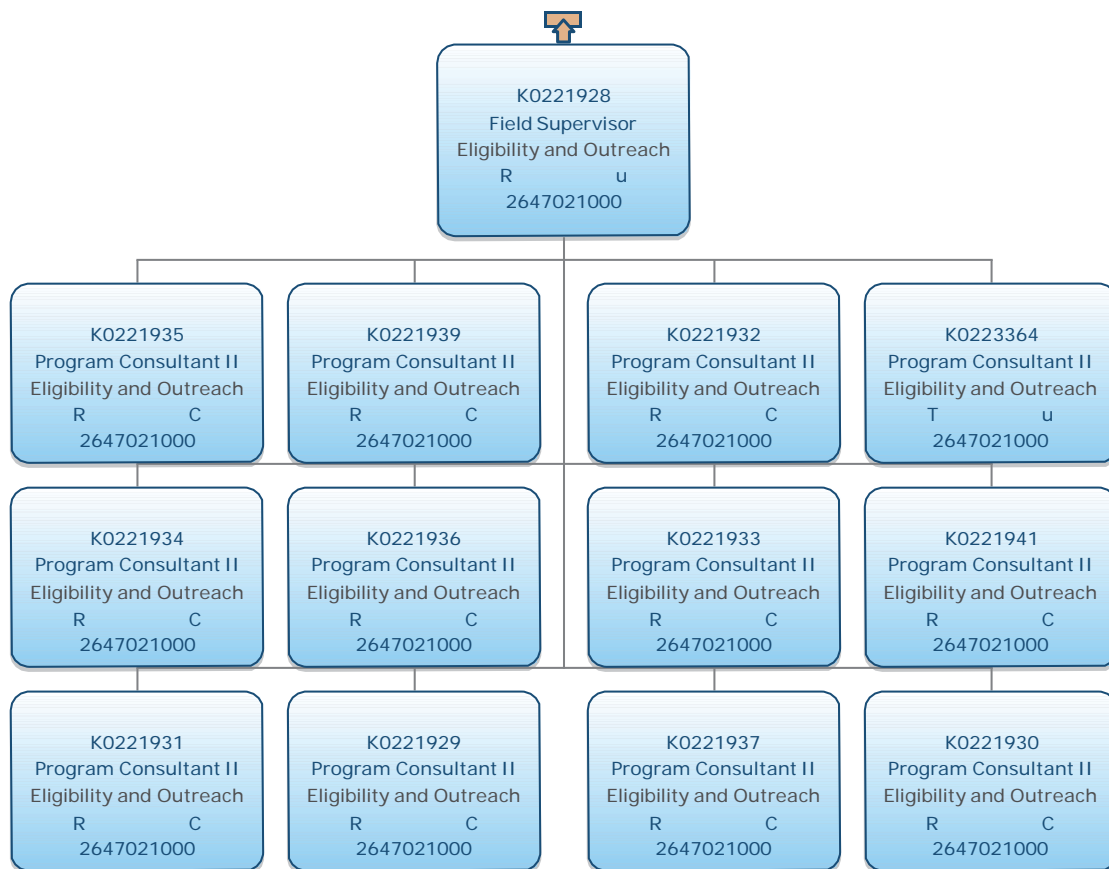 K0221928
Field Supervisor
Eligibility and Outreach
R u
2647021000
K0221935
Program Consultant II
Eligibility and Outreach
R C
2647021000
K0221939
Program Consultant II
Eligibility and Outreach
R C
2647021000
K0221932
Program Consultant II
Eligibility and Outreach
R C
2647021000
K0223364
Program Consultant II
Eligibility and Outreach
T u
2647021000
K0221934
Program Consultant II
Eligibility and Outreach
R C
2647021000
K0221936
Program Consultant II
Eligibility and Outreach
R C
2647021000
K0221933
Program Consultant II
Eligibility and Outreach
R C
2647021000
K0221941
Program Consultant II
Eligibility and Outreach
R C
2647021000
K0221931
Program Consultant II
Eligibility and Outreach
R C
2647021000
K0221929
Program Consultant II
Eligibility and Outreach
R C
2647021000
K0221937
Program Consultant II
Eligibility and Outreach
R C
2647021000
K0221930
Program Consultant II
Eligibility and Outreach
R C
2647021000